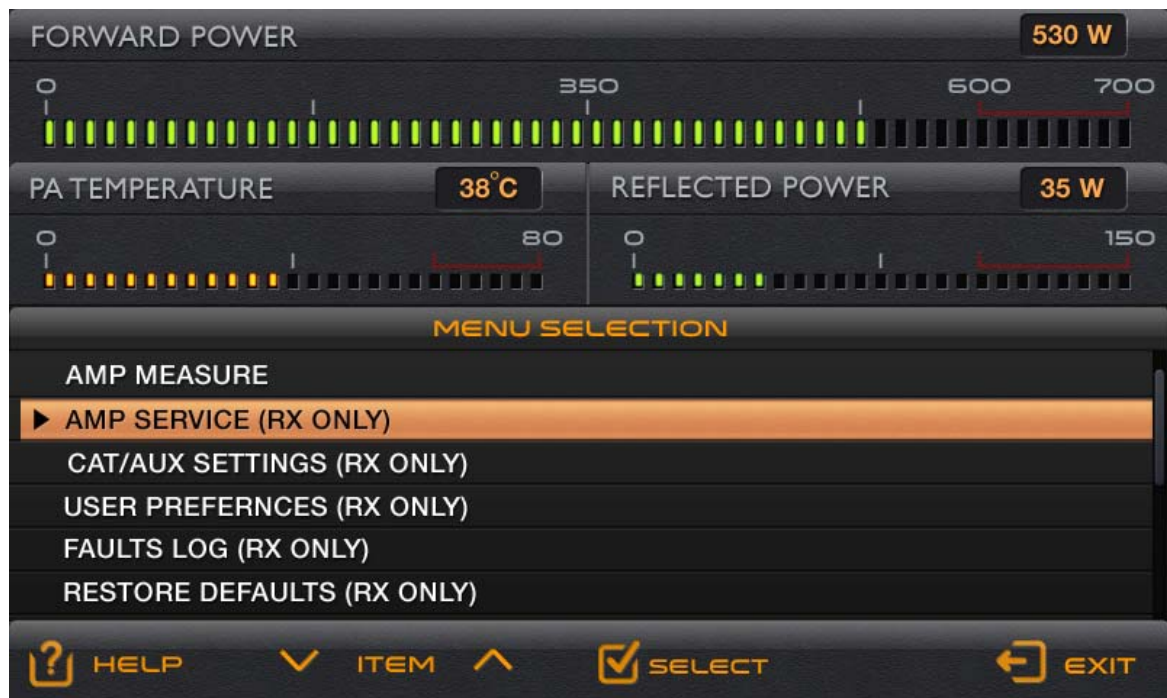 FORWARD POWER 530 W
0 350 600 700
PA TEMPERATURE 38°C REFLECTED POWER 35 W
0 80 0 150
MENU SELECTION
AMP MEASURE
AMP SERVICE (RX ONLY)
CAT/AUX SETTINGS (RX ONLY)
USER PREFERNCES (RX ONLY)
FAULTS LOG (RX ONLY)
RESTORE DEFAULTS (RX ONLY)
? HELP ITEM SELECT EXIT